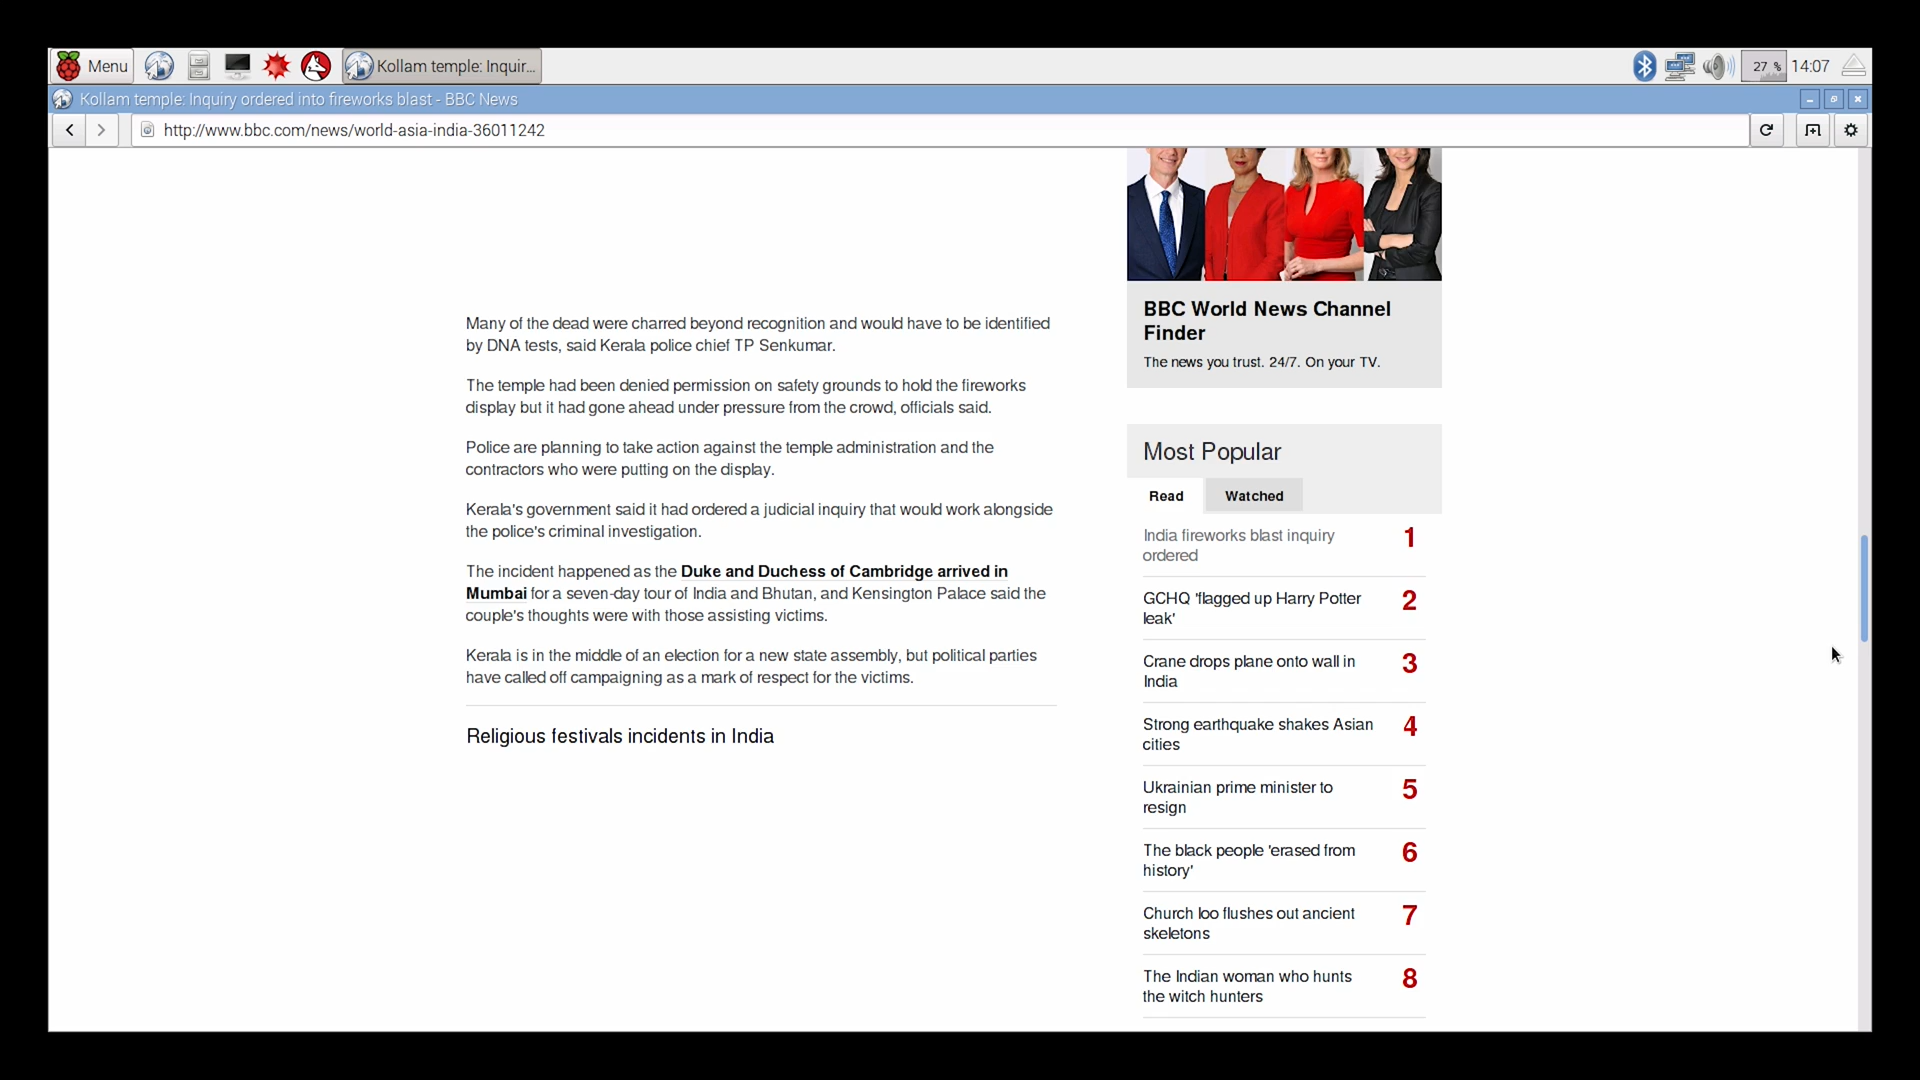 Menu
Kollam temple: Inquir...
27 %
14:07
Kollam temple: Inquiry ordered into fireworks blast - BBC News
http://www.bbc.com/news/world-asia-india-36011242
Many of the dead were charred beyond recognition and would have to be identified
by DNA tests, said Kerala police chief TP Senkumar.
The temple had been denied permission on safety grounds to hold the fireworks
display but it had gone ahead under pressure from the crowd, officials said.
Police are planning to take action against the temple administration and the
contractors who were putting on the display.
Kerala's government said it had ordered a judicial inquiry that would work alongside
the police's criminal investigation.
The incident happened as the Duke and Duchess of Cambridge arrived in
Mumbai for a seven-day tour of India and Bhutan, and Kensington Palace said the
couple's thoughts were with those assisting victims.
Kerala is in the middle of an election for a new state assembly, but political parties
have called off campaigning as a mark of respect for the victims.
Religious festivals incidents in India
BBC World News Channel
Finder
The news you trust. 24/7. On your TV.
Most Popular
Read
Watched
India fireworks blast inquiry
ordered
1
GCHQ 'flagged up Harry Potter
leak'
2
Crane drops plane onto wall in
India
3
Strong earthquake shakes Asian
cities
4
Ukrainian prime minister to
resign
5
The black people 'erased from
history'
6
Church loo flushes out ancient
skeletons
7
The Indian woman who hunts
the witch hunters
8